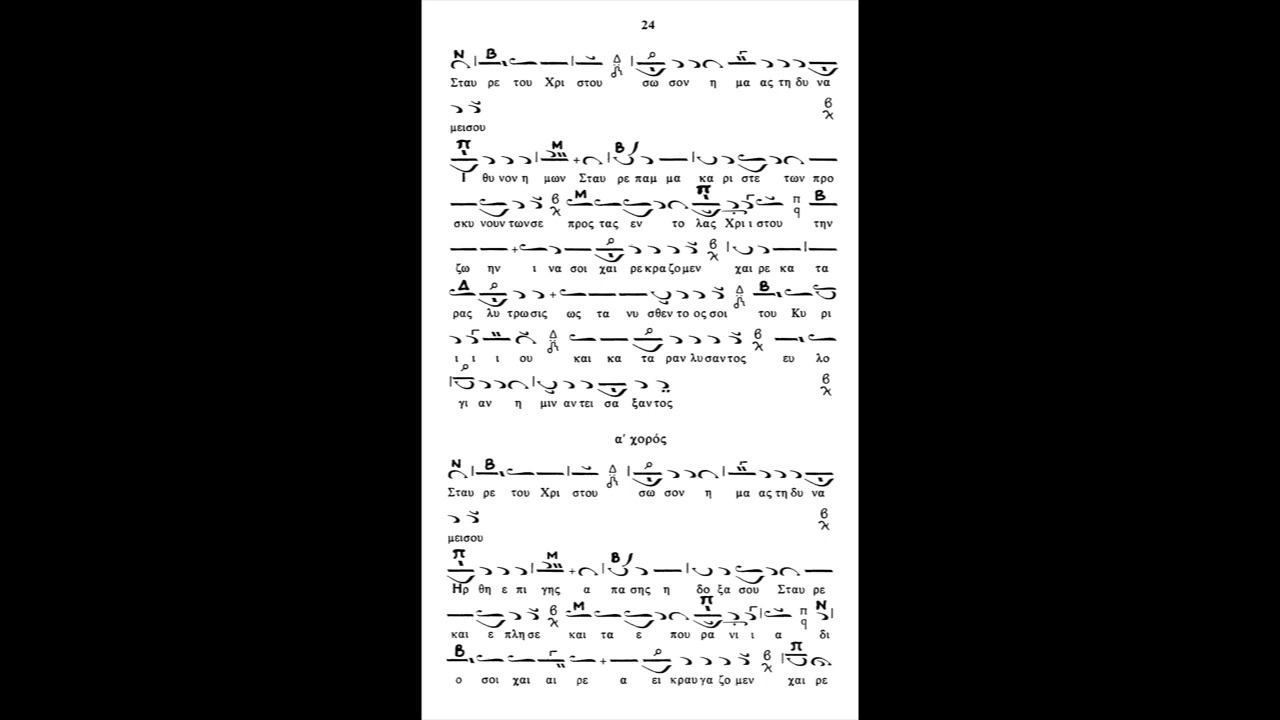 24
Σταυ ρε του Χρι στου σω σον η μα ας τη δυ να
μεισου
Ι θυ νον η μων Σταυ ρε παμ μα κα ρι στε των προ
σκυ νουν τωνσε προς τας εν το λας Χρι ι στου την
ζω ην ι να σοι χαι ρε κρα ζο μεν χαι ρε κα τα
ρας λυ τρωσις ως τα νυ σθεν το ος σοι του Κυ ρι
ι ι ι ου και κα τα ραν λυ σαν τος ευ λο
γι αν η μιν αν τει σα ξαν τος
α' χορός
Σταυ ρε του Χρι στου σω σον η μα ας τη δυ να
μεισου
Ηρ θη ε πι γης α πα σης η δο ξα σου Σταυ ρε
και ε πλη σε και τα ε που ρα νι ι α δι
ο σοι χαι αι ρε α ει κραυ γα ζο μεν χαι ρε